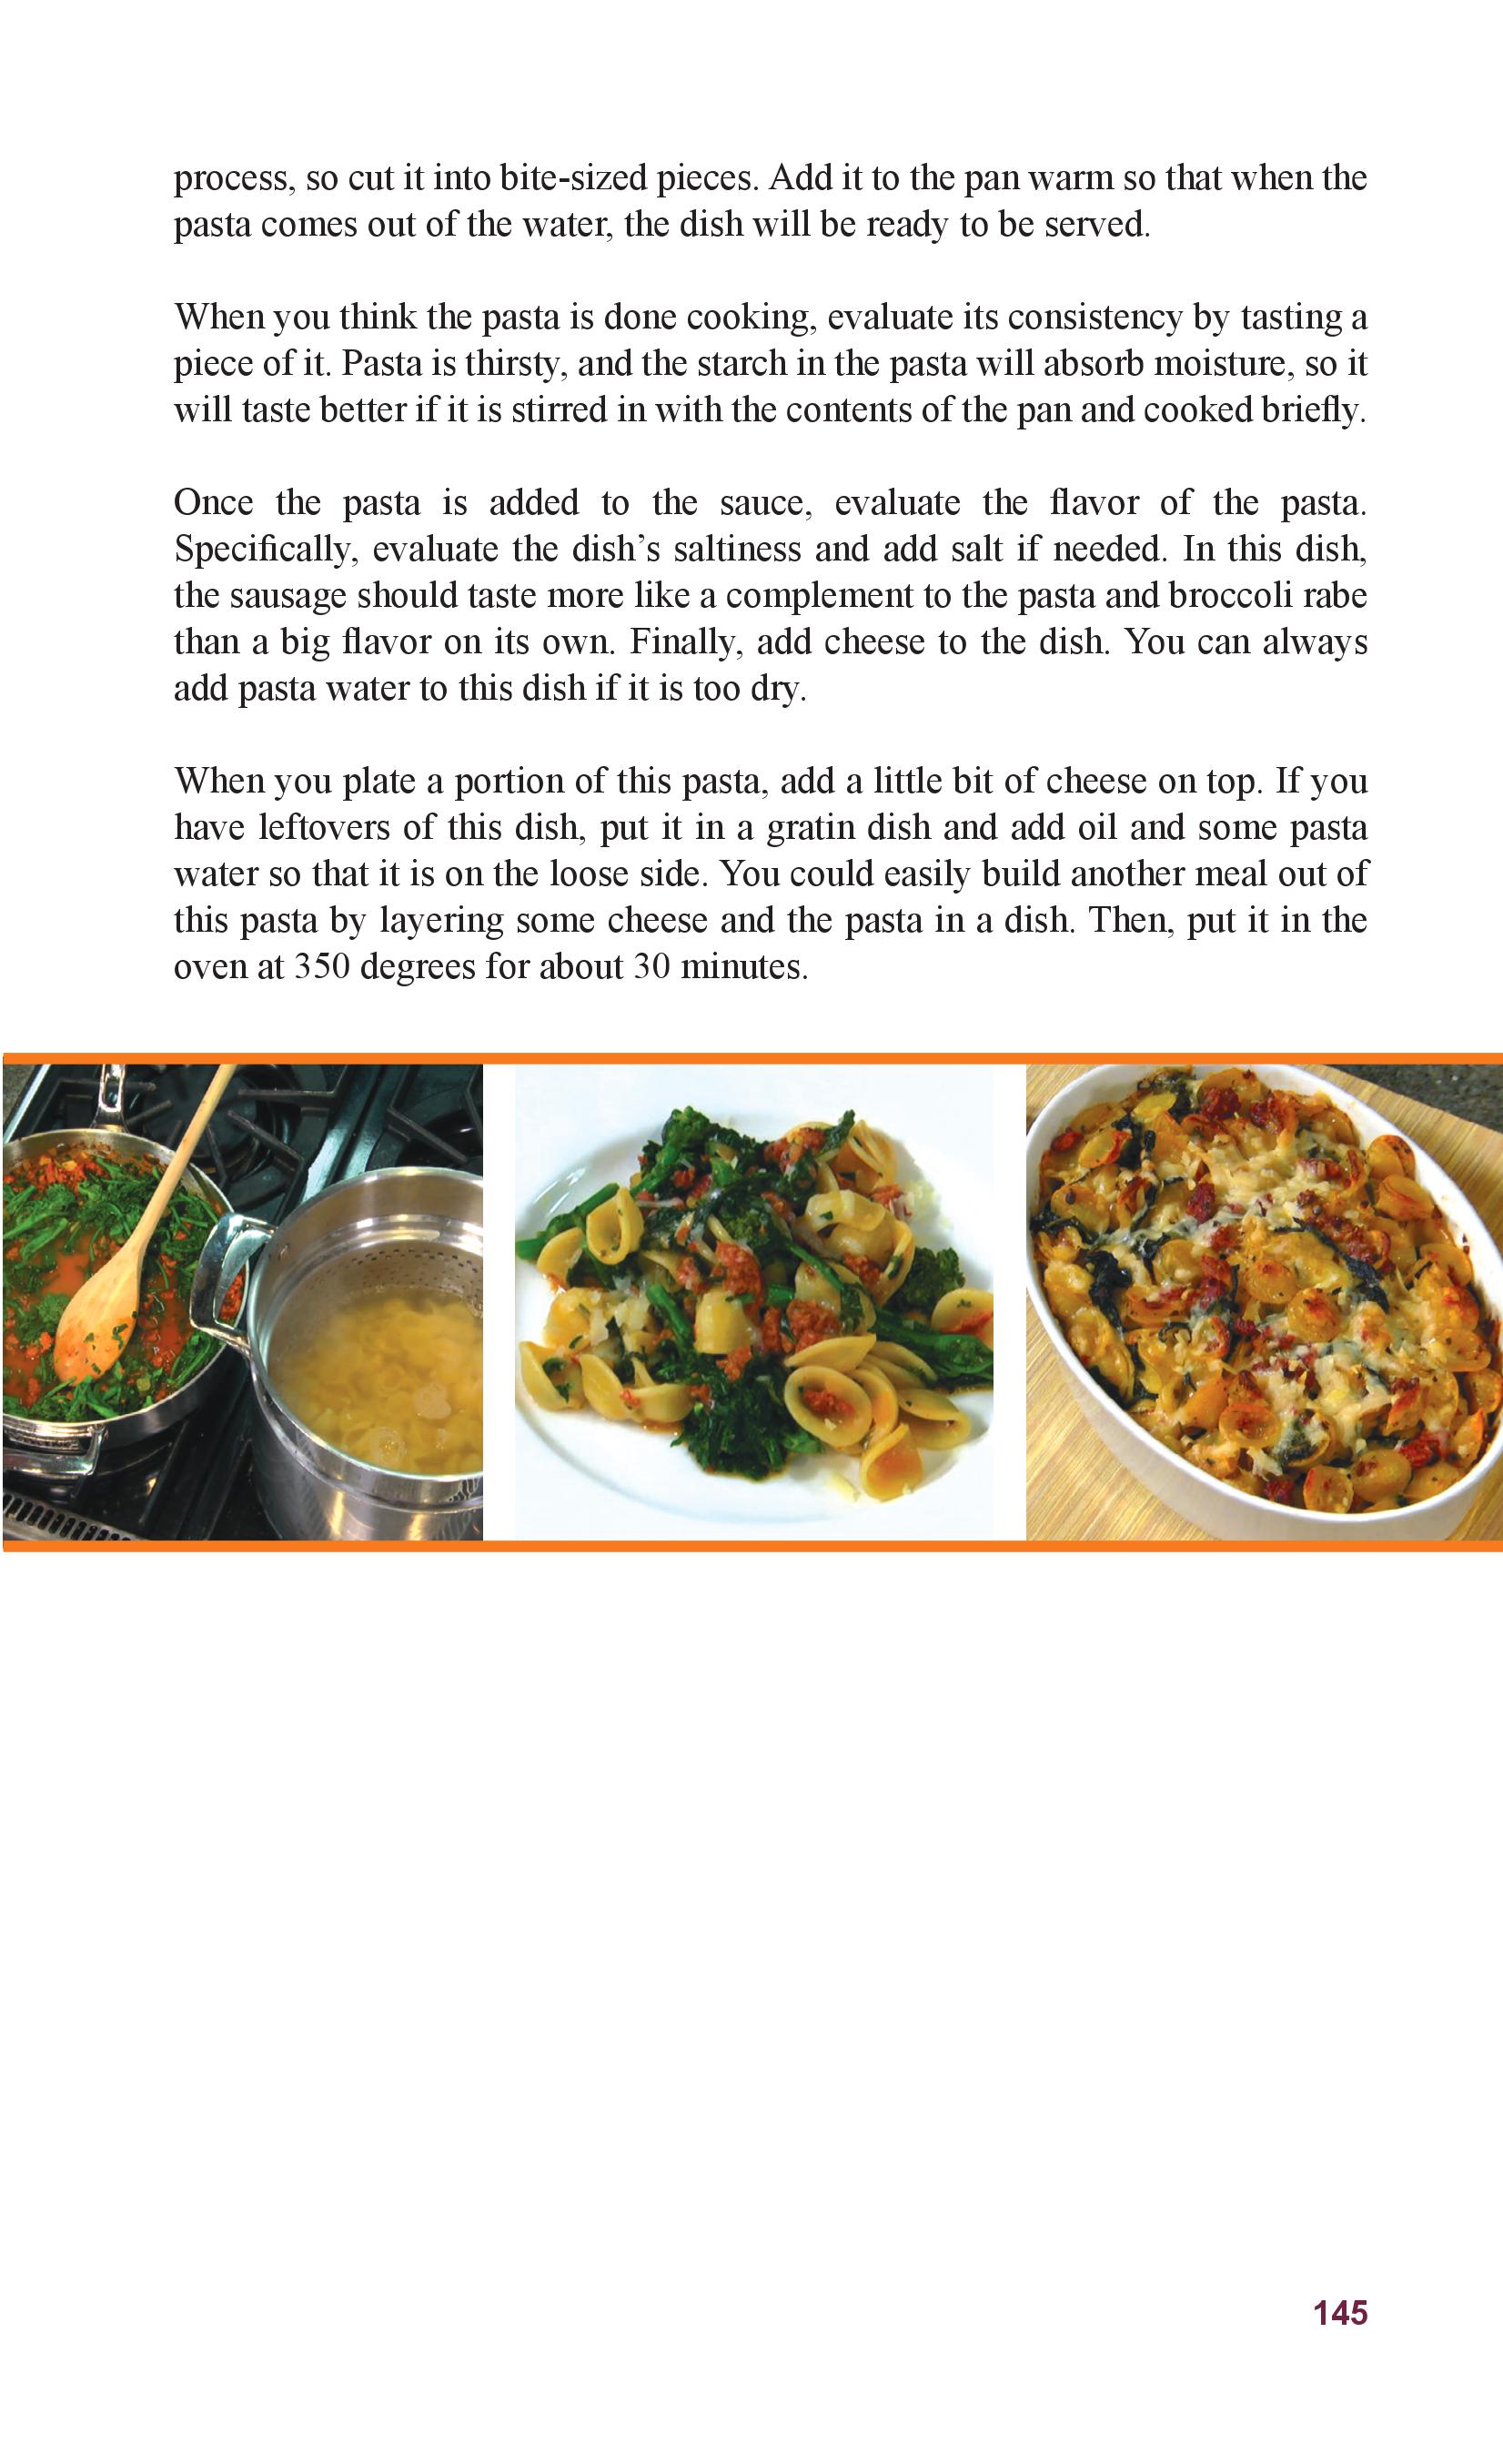 process, so cut it into bite-sized pieces. Add it to the pan warm so that when the
pasta comes out of the water, the dish will be ready to be served.
When you think the pasta is done cooking, evaluate its consistency by tasting a
piece of it. Pasta is thirsty, and the starch in the pasta will absorb moisture, so it
will taste better if it is stirred in with the contents of the pan and cooked briefly.
Once the pasta is added to the sauce, evaluate the flavor of the pasta.
Specifically, evaluate the dish’s saltiness and add salt if needed. In this dish,
the sausage should taste more like a complement to the pasta and broccoli rabe
than a big flavor on its own. Finally, add cheese to the dish. You can always
add pasta water to this dish if it is too dry.
When you plate a portion of this pasta, add a little bit of cheese on top. If you
have leftovers of this dish, put it in a gratin dish and add oil and some pasta
water so that it is on the loose side. You could easily build another meal out of
this pasta by layering some cheese and the pasta in a dish. Then, put it in the
oven at 350 degrees for about 30 minutes.
145